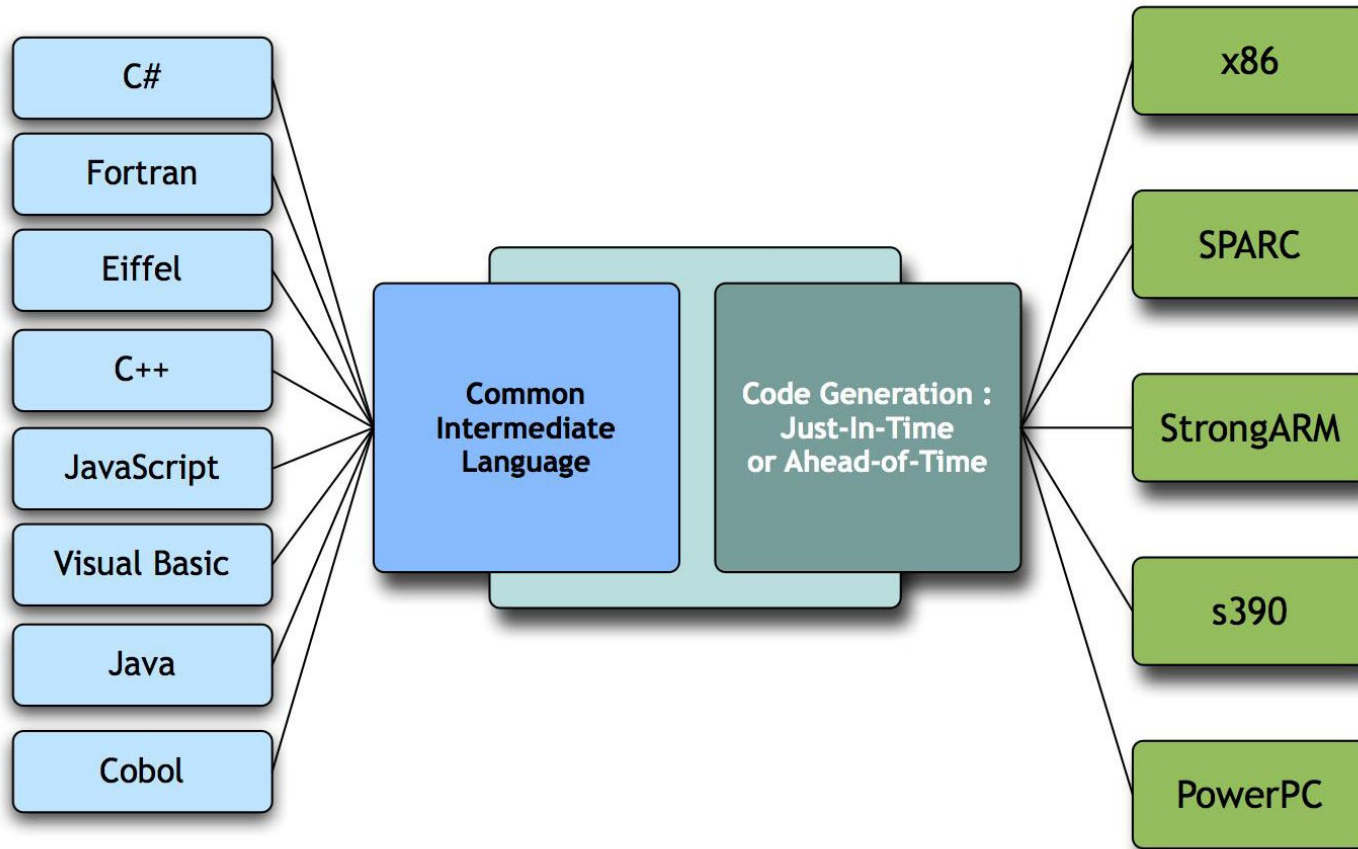 C#
Fortran
Eiffel
C++
JavaScript
Visual Basic
Java
Cobol
Common
Intermediate
Language
Code Generation :
Just-In-Time
or Ahead-of-Time
x86
SPARC
StrongARM
s390
PowerPC